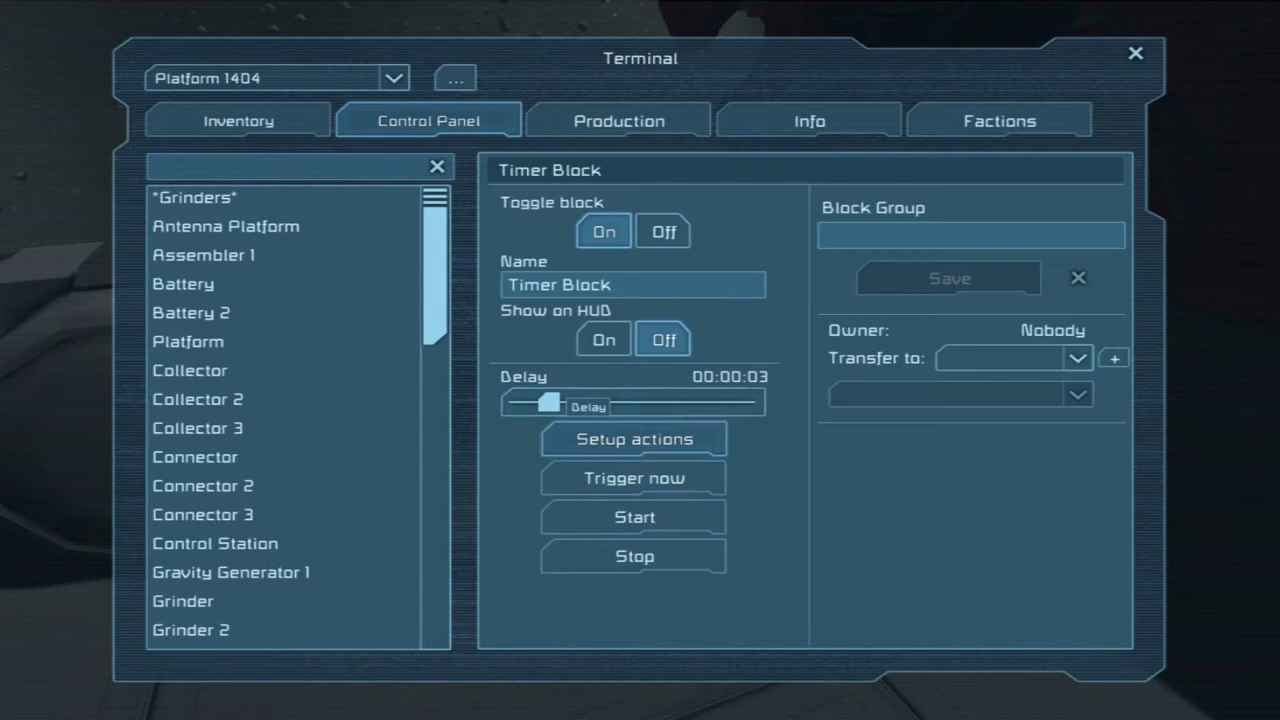 Terminal
Platform 1404
...
Inventory
Control Panel
Production
Info
Factions
*Grinders*
Antenna Platform
Assembler 1
Battery
Battery 2
Platform
Collector
Collector 2
Collector 3
Connector
Connector 2
Connector 3
Control Station
Gravity Generator 1
Grinder
Grinder 2
Timer Block
Toggle block
On Off
Name
Timer Block
Show on HUD
On Off
Delay 00:00:03
Delay
Setup actions
Trigger now
Start
Stop
Block Group
Save
Owner: Nobody
Transfer to:
+